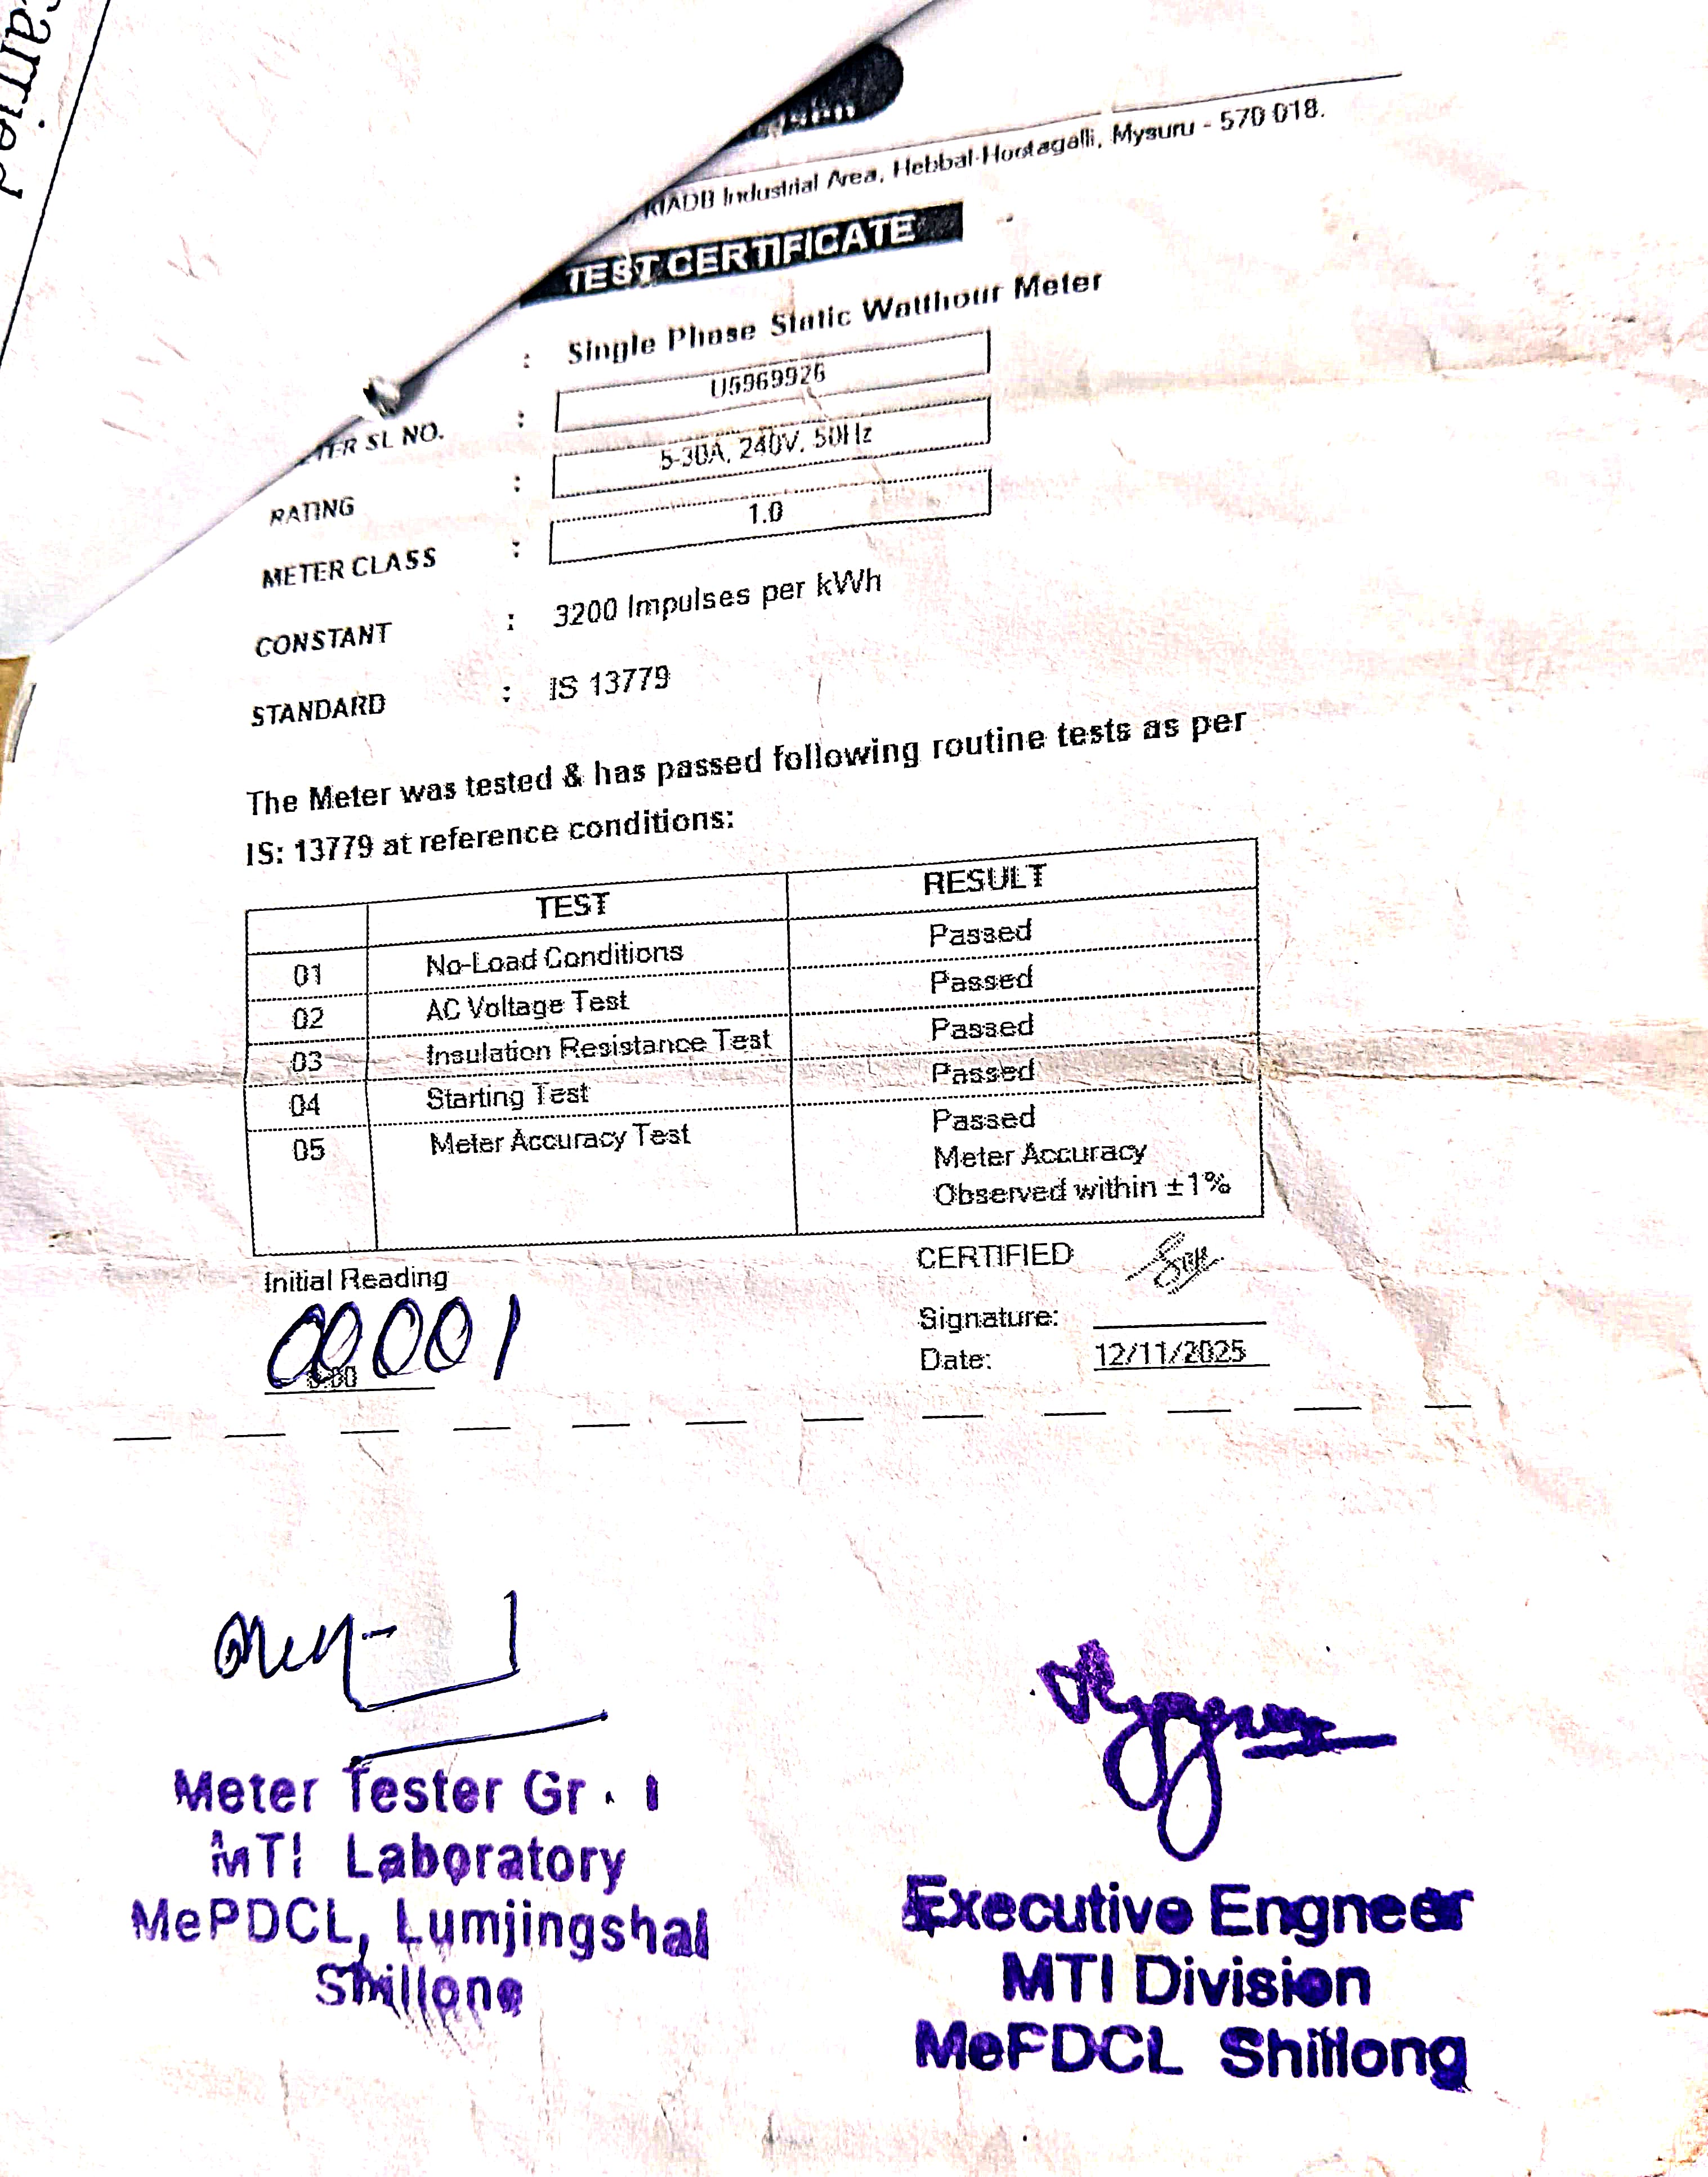 carried
KIADB Industrial Area, Hebbal-Hootagalli, Mysuru - 570 018.
TEST CERTIFICATE
: Single Phase Static Watthour Meter
SL NO. : U5969926
RATING : 5-30A, 240V, 50Hz
METER CLASS : 1.0
CONSTANT : 3200 Impulses per kWh
STANDARD : IS 13779
The Meter was tested & has passed following routine tests as per
IS: 13779 at reference conditions:
TEST RESULT
01 No-Load Conditions Passed
02 AC Voltage Test Passed
03 Insulation Resistance Test Passed
04 Starting Test Passed
05 Meter Accuracy Test Passed
Meter Accuracy
Observed within ±1%
Initial Reading
00001
CERTIFIED
Signature:
Date: 12/11/2025
Meter Tester Gr. I
MTI Laboratory
MePDCL, Lumjingshai
Shillong
Executive Engneer
MTI Division
MePDCL Shillong